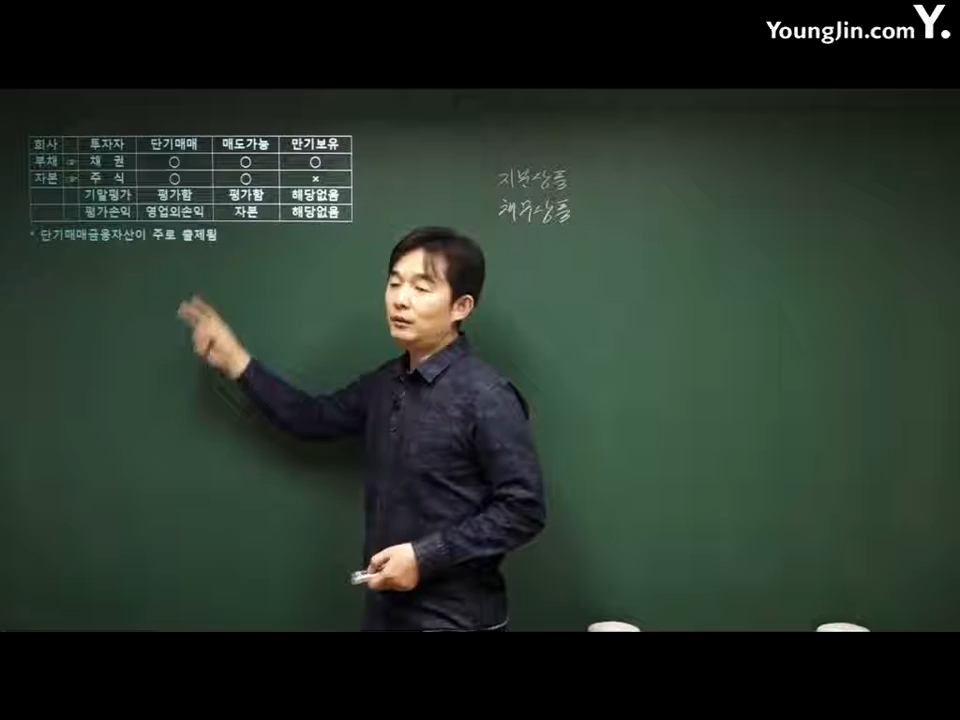 YoungJin.com Y.
회사 투자자 단기매매 매도가능 만기보유
부채 ☞ 채 권 ○ ○ ○
자본 ☞ 주 식 ○ ○ ×
기말평가 평가함 평가함 해당없음
평가손익 영업외손익 자본 해당없음
* 단기매매금융자산이 주로 출제됨
지분상품
채무상품